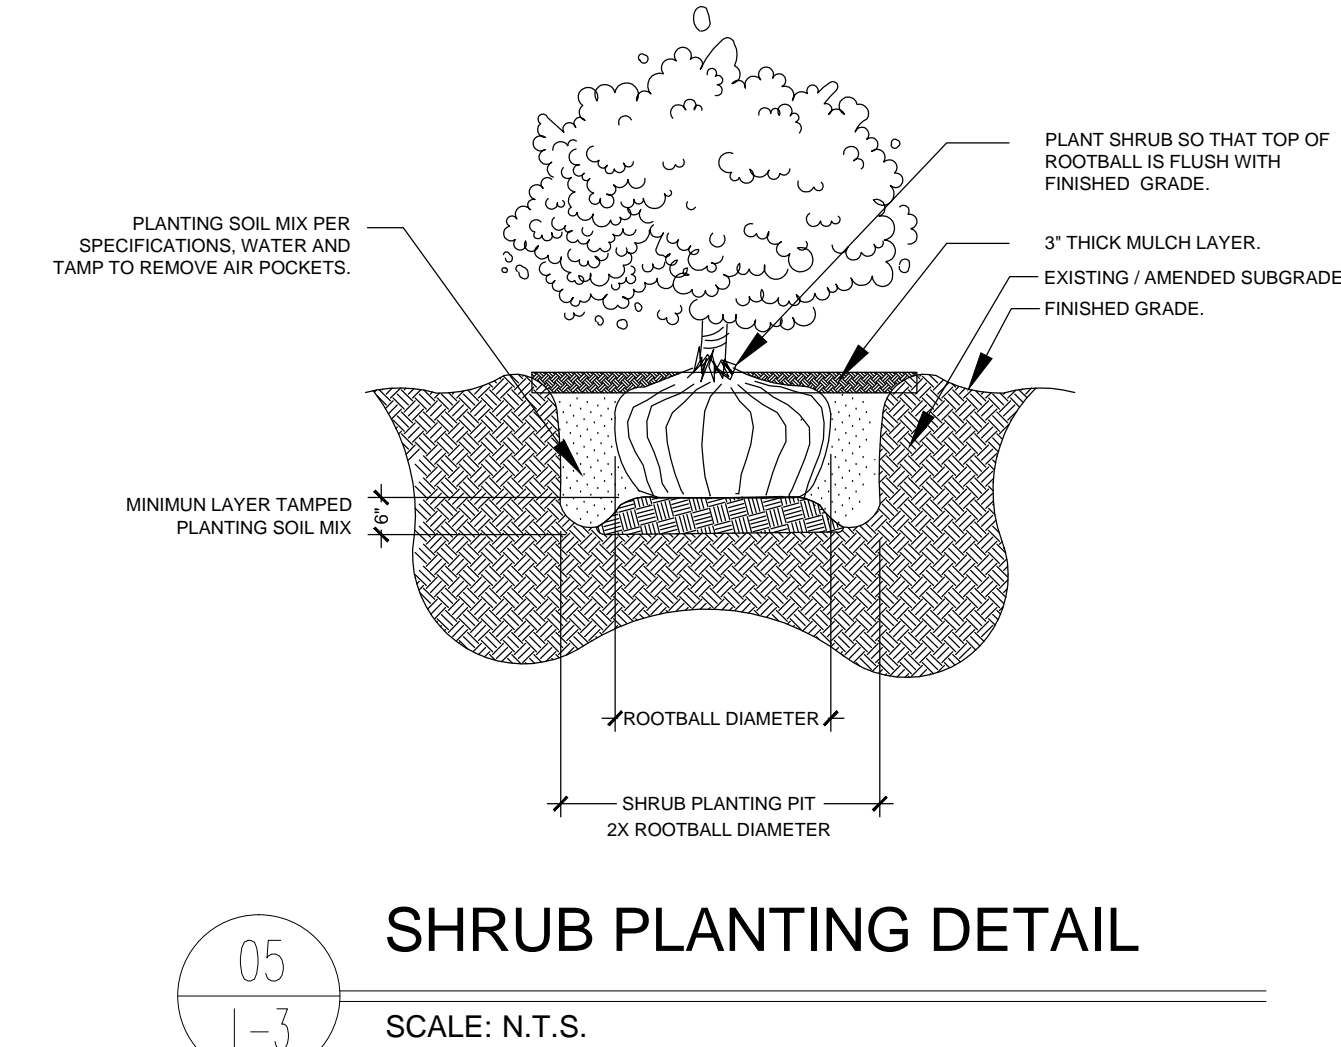 PLANT SHRUB SO THAT TOP OF
ROOTBALL IS FLUSH WITH
FINISHED GRADE.
PLANTING SOIL MIX PER
SPECIFICATIONS, WATER AND
TAMP TO REMOVE AIR POCKETS.
3" THICK MULCH LAYER.
EXISTING / AMENDED SUBGRADE
FINISHED GRADE.
MINIMUN LAYER TAMPED
PLANTING SOIL MIX
6"
ROOTBALL DIAMETER
SHRUB PLANTING PIT
2X ROOTBALL DIAMETER
SHRUB PLANTING DETAIL
05
SCALE: N.T.S.